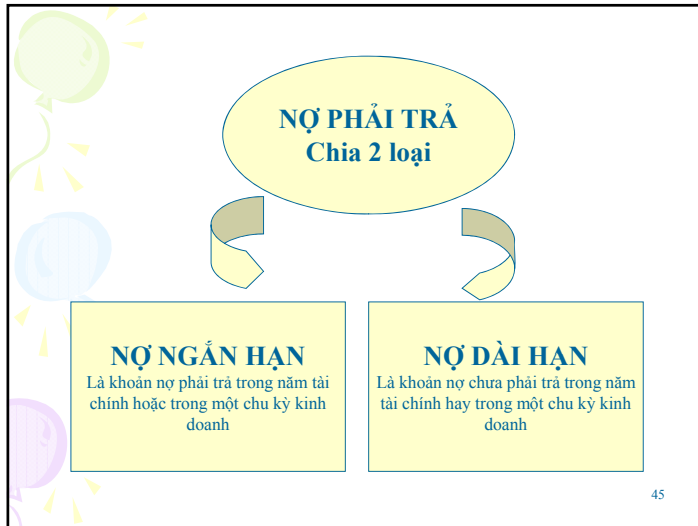 NỢ PHẢI TRẢ
Chia 2 loại
NỢ NGẮN HẠN
Là khoản nợ phải trả trong năm tài
chính hoặc trong một chu kỳ kinh
doanh
NỢ DÀI HẠN
Là khoản nợ chưa phải trả trong năm
tài chính hay trong một chu kỳ kinh
doanh
45